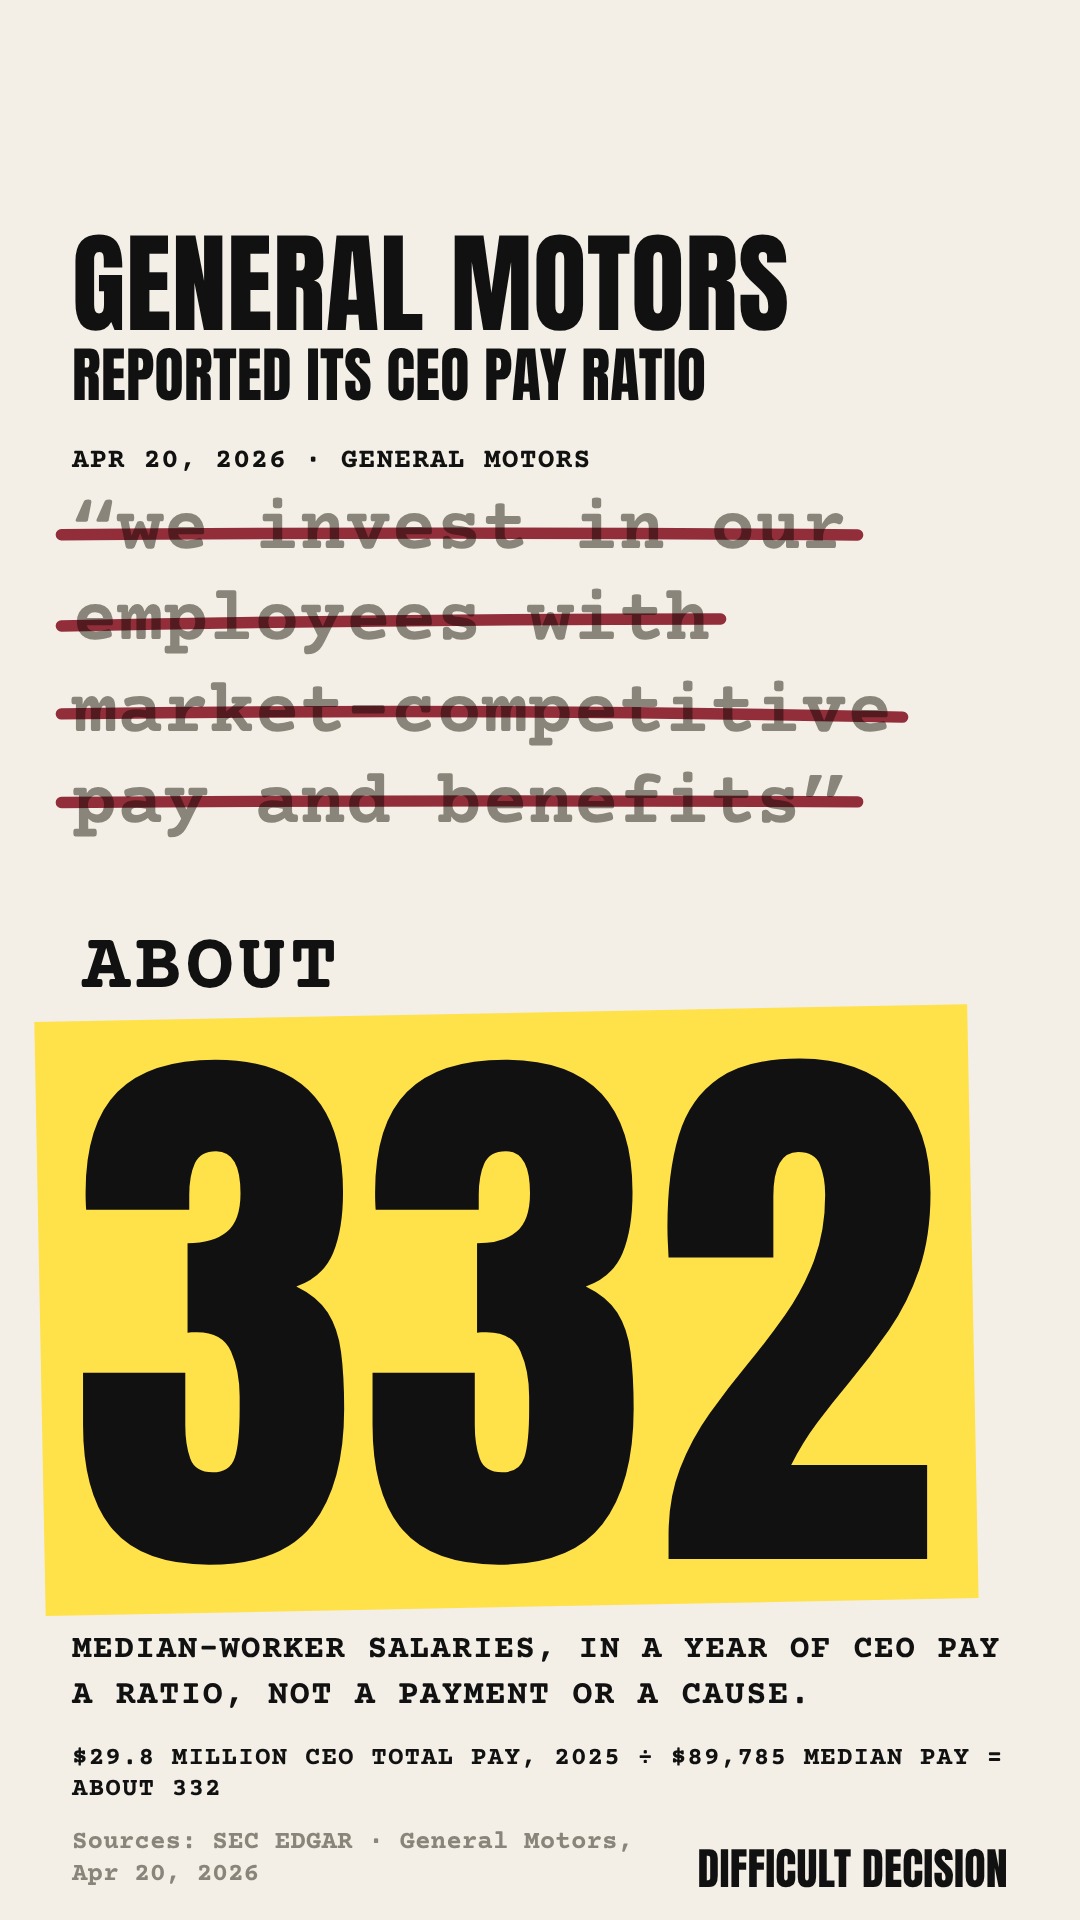 GENERAL MOTORS
REPORTED ITS CEO PAY RATIO
APR 20, 2026 · GENERAL MOTORS
“we invest in our
employees with
market-competitive
pay and benefits”
ABOUT
332
MEDIAN-WORKER SALARIES, IN A YEAR OF CEO PAY
A RATIO, NOT A PAYMENT OR A CAUSE.
$29.8 MILLION CEO TOTAL PAY, 2025 ÷ $89,785 MEDIAN PAY =
ABOUT 332
Sources: SEC EDGAR · General Motors,
Apr 20, 2026
DIFFICULT DECISION